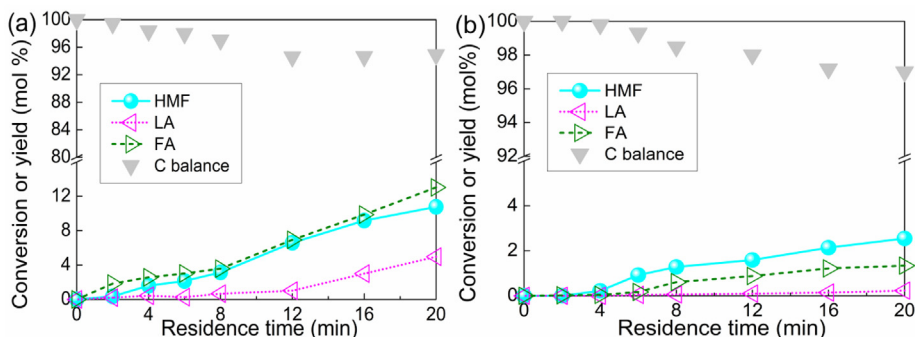 (a)
Conversion or yield (mol %)
100
96
92
88
84
80
12
8
4
0
HMF
LA
FA
C balance
0 4 8 12 16 20
Residence time (min)
(b)
Conversion or yield (mol%)
100
98
96
94
92
4
2
0
HMF
LA
FA
C balance
0 4 8 12 16 20
Residence time (min)